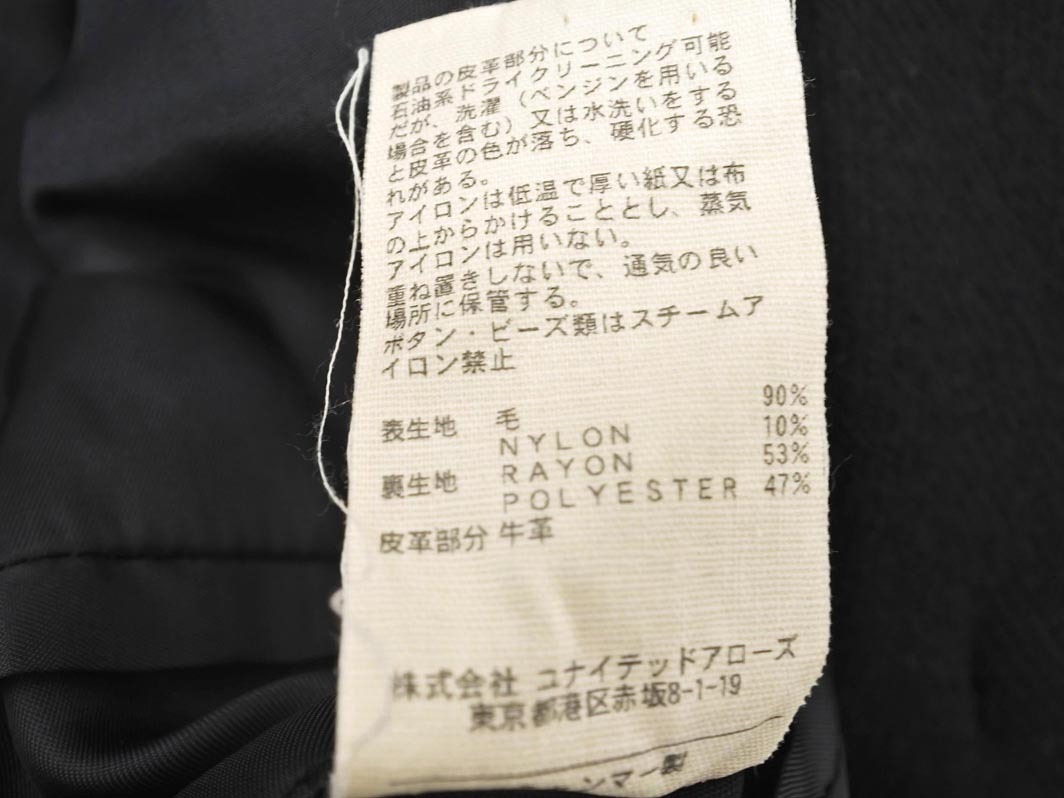 製品の皮革部分について
石油系ドライクリーニング可能
だが、洗濯（ベンジンを用いる
場合を含む）又は水洗いをする
と皮革の色が落ち、硬化する恐
れがある。
アイロンは低温で厚い紙又は布
の上からかけることとし、蒸気
アイロンは用いない。
重ね置きしないで、通気の良い
場所に保管する。
ボタン・ビーズ類はスチームア
イロン禁止
表生地 毛 90%
NYLON 10%
裏生地 RAYON 53%
POLYESTER 47%
皮革部分 牛革
株式会社 ユナイテッドアローズ
東京都港区赤坂8-1-19
ンマー製